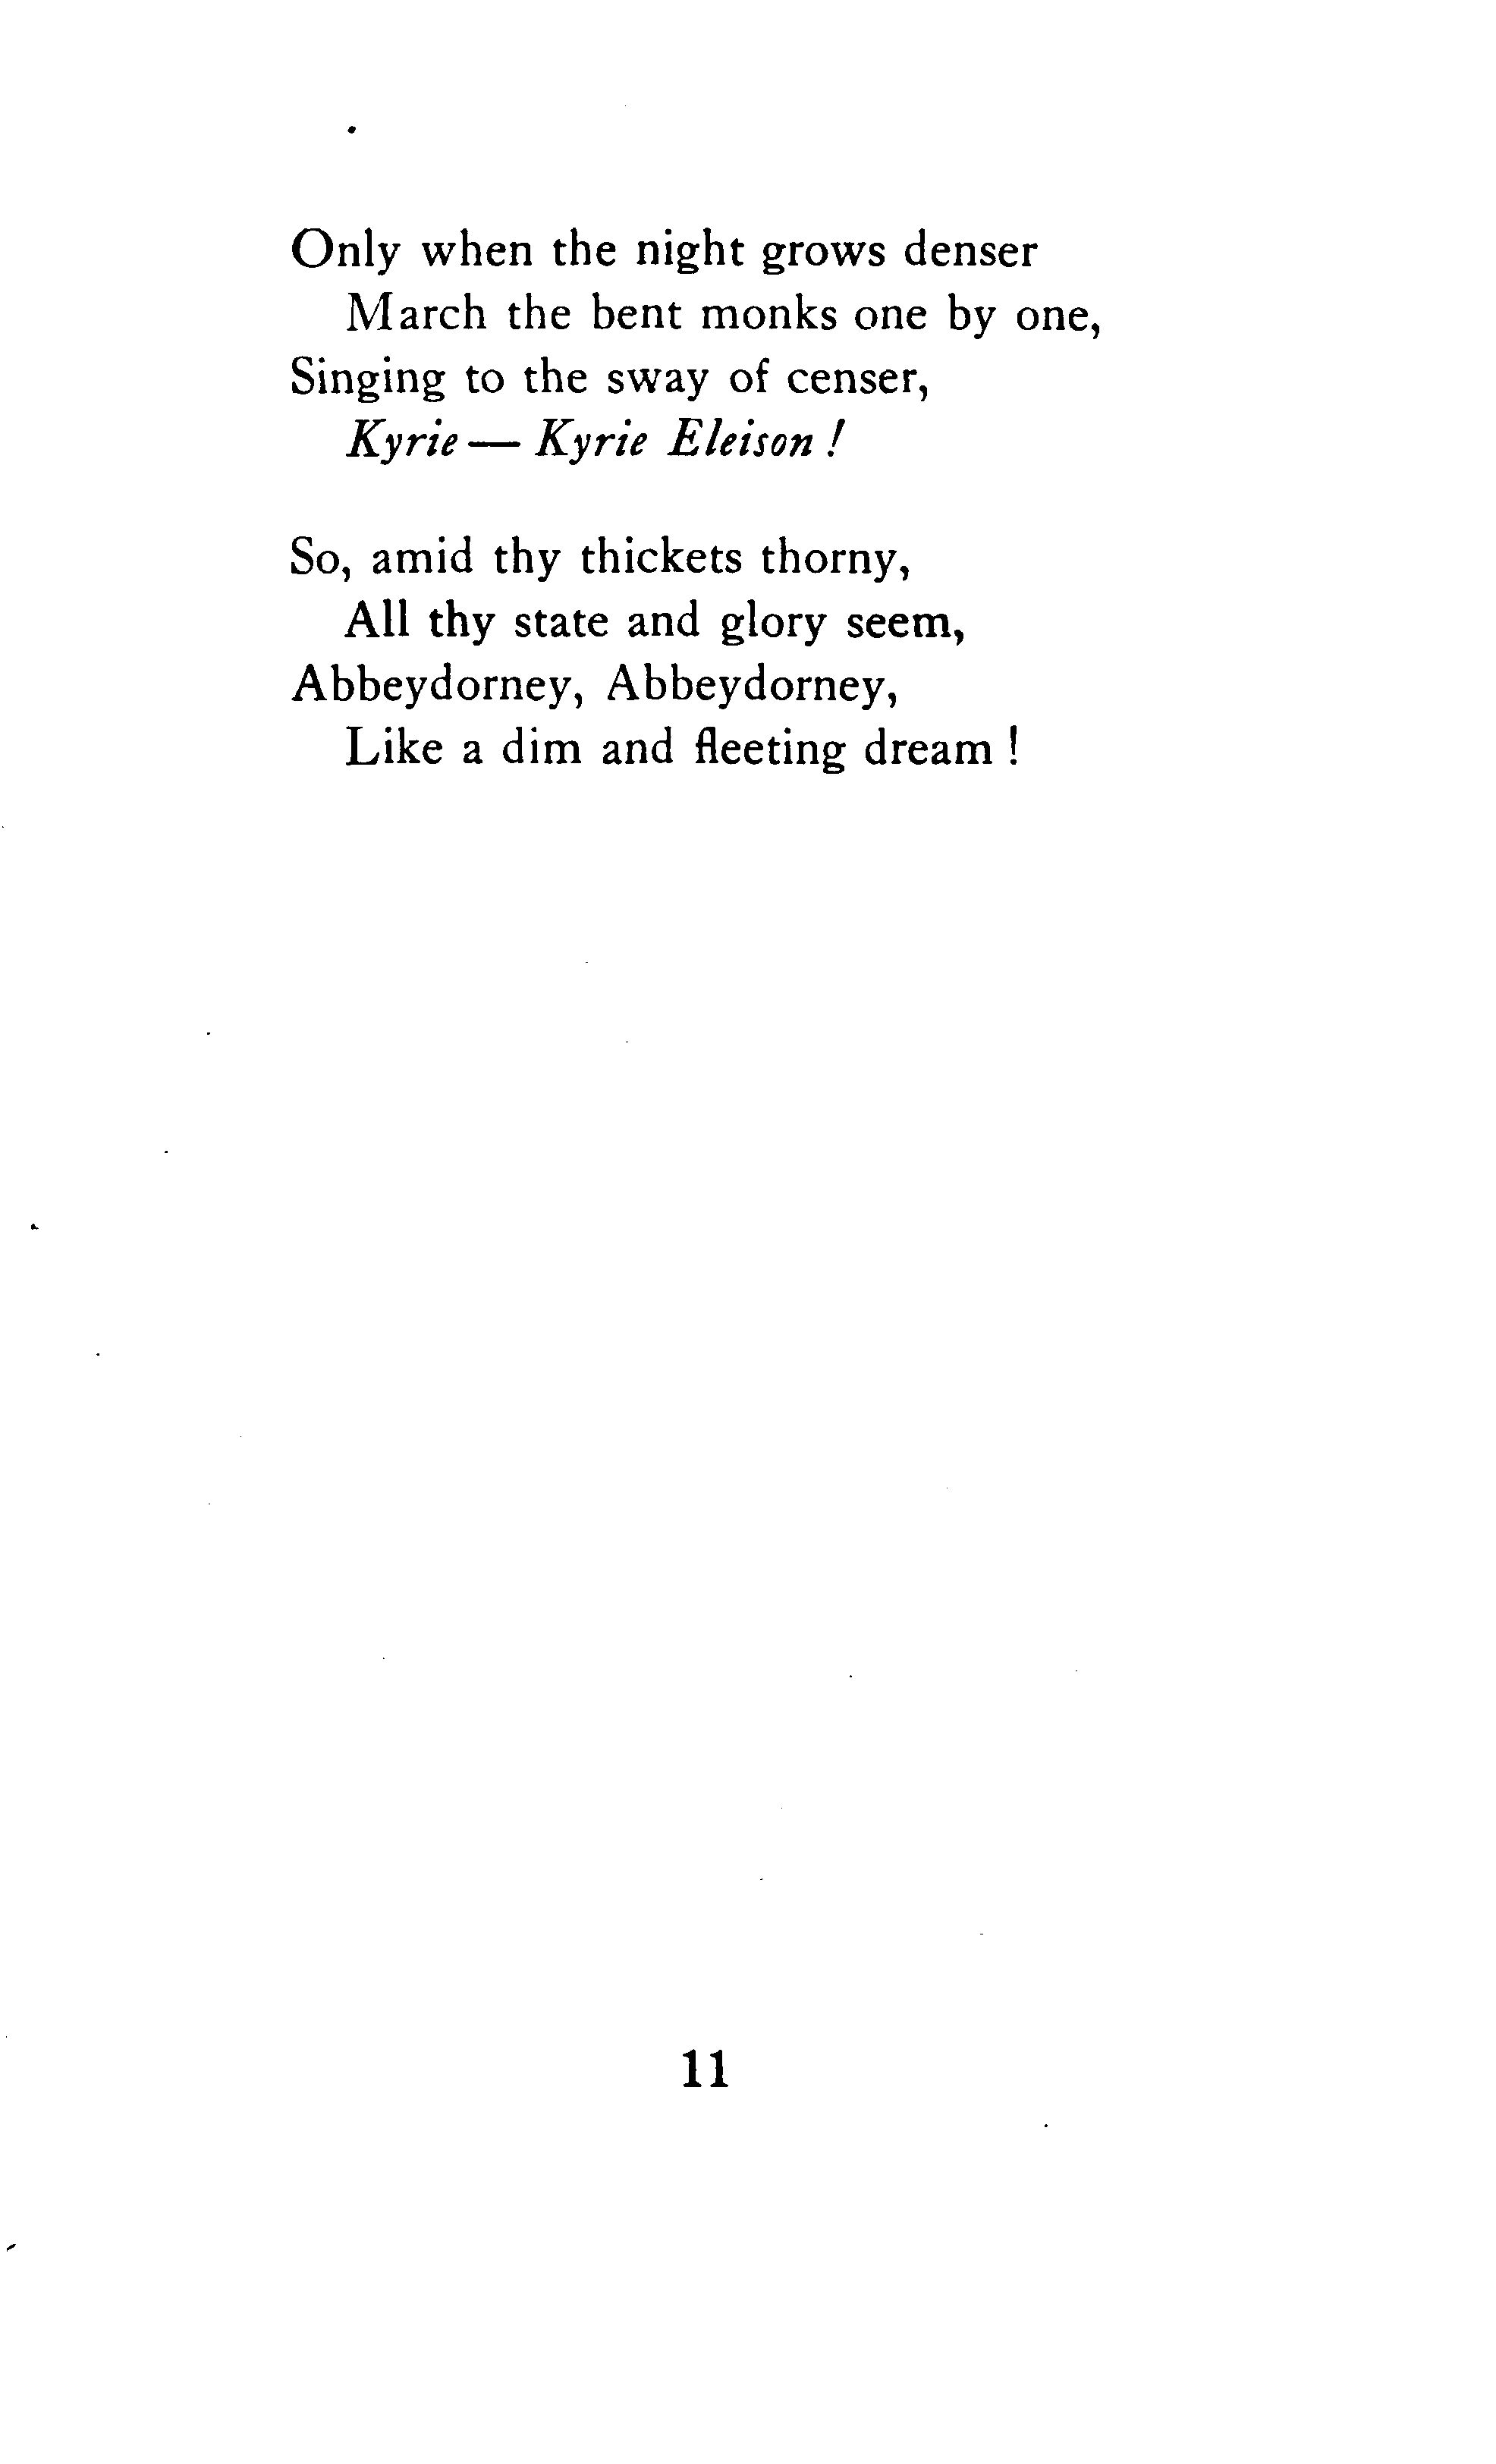 Only when the night grows denser
March the bent monks one by one,
Singing to the sway of censer,
Kyrie — Kyrie Eleison !
So, amid thy thickets thorny,
All thy state and glory seem,
Abbeydorney, Abbeydorney,
Like a dim and fleeting dream !
11